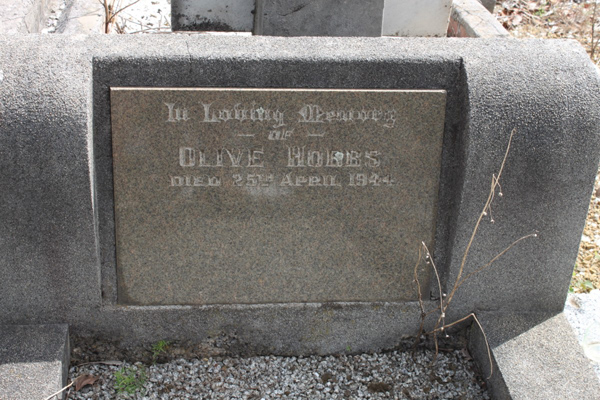 In Loving Memory
— OF —
OLIVE HOBBS
DIED 25TH APRIL 1944